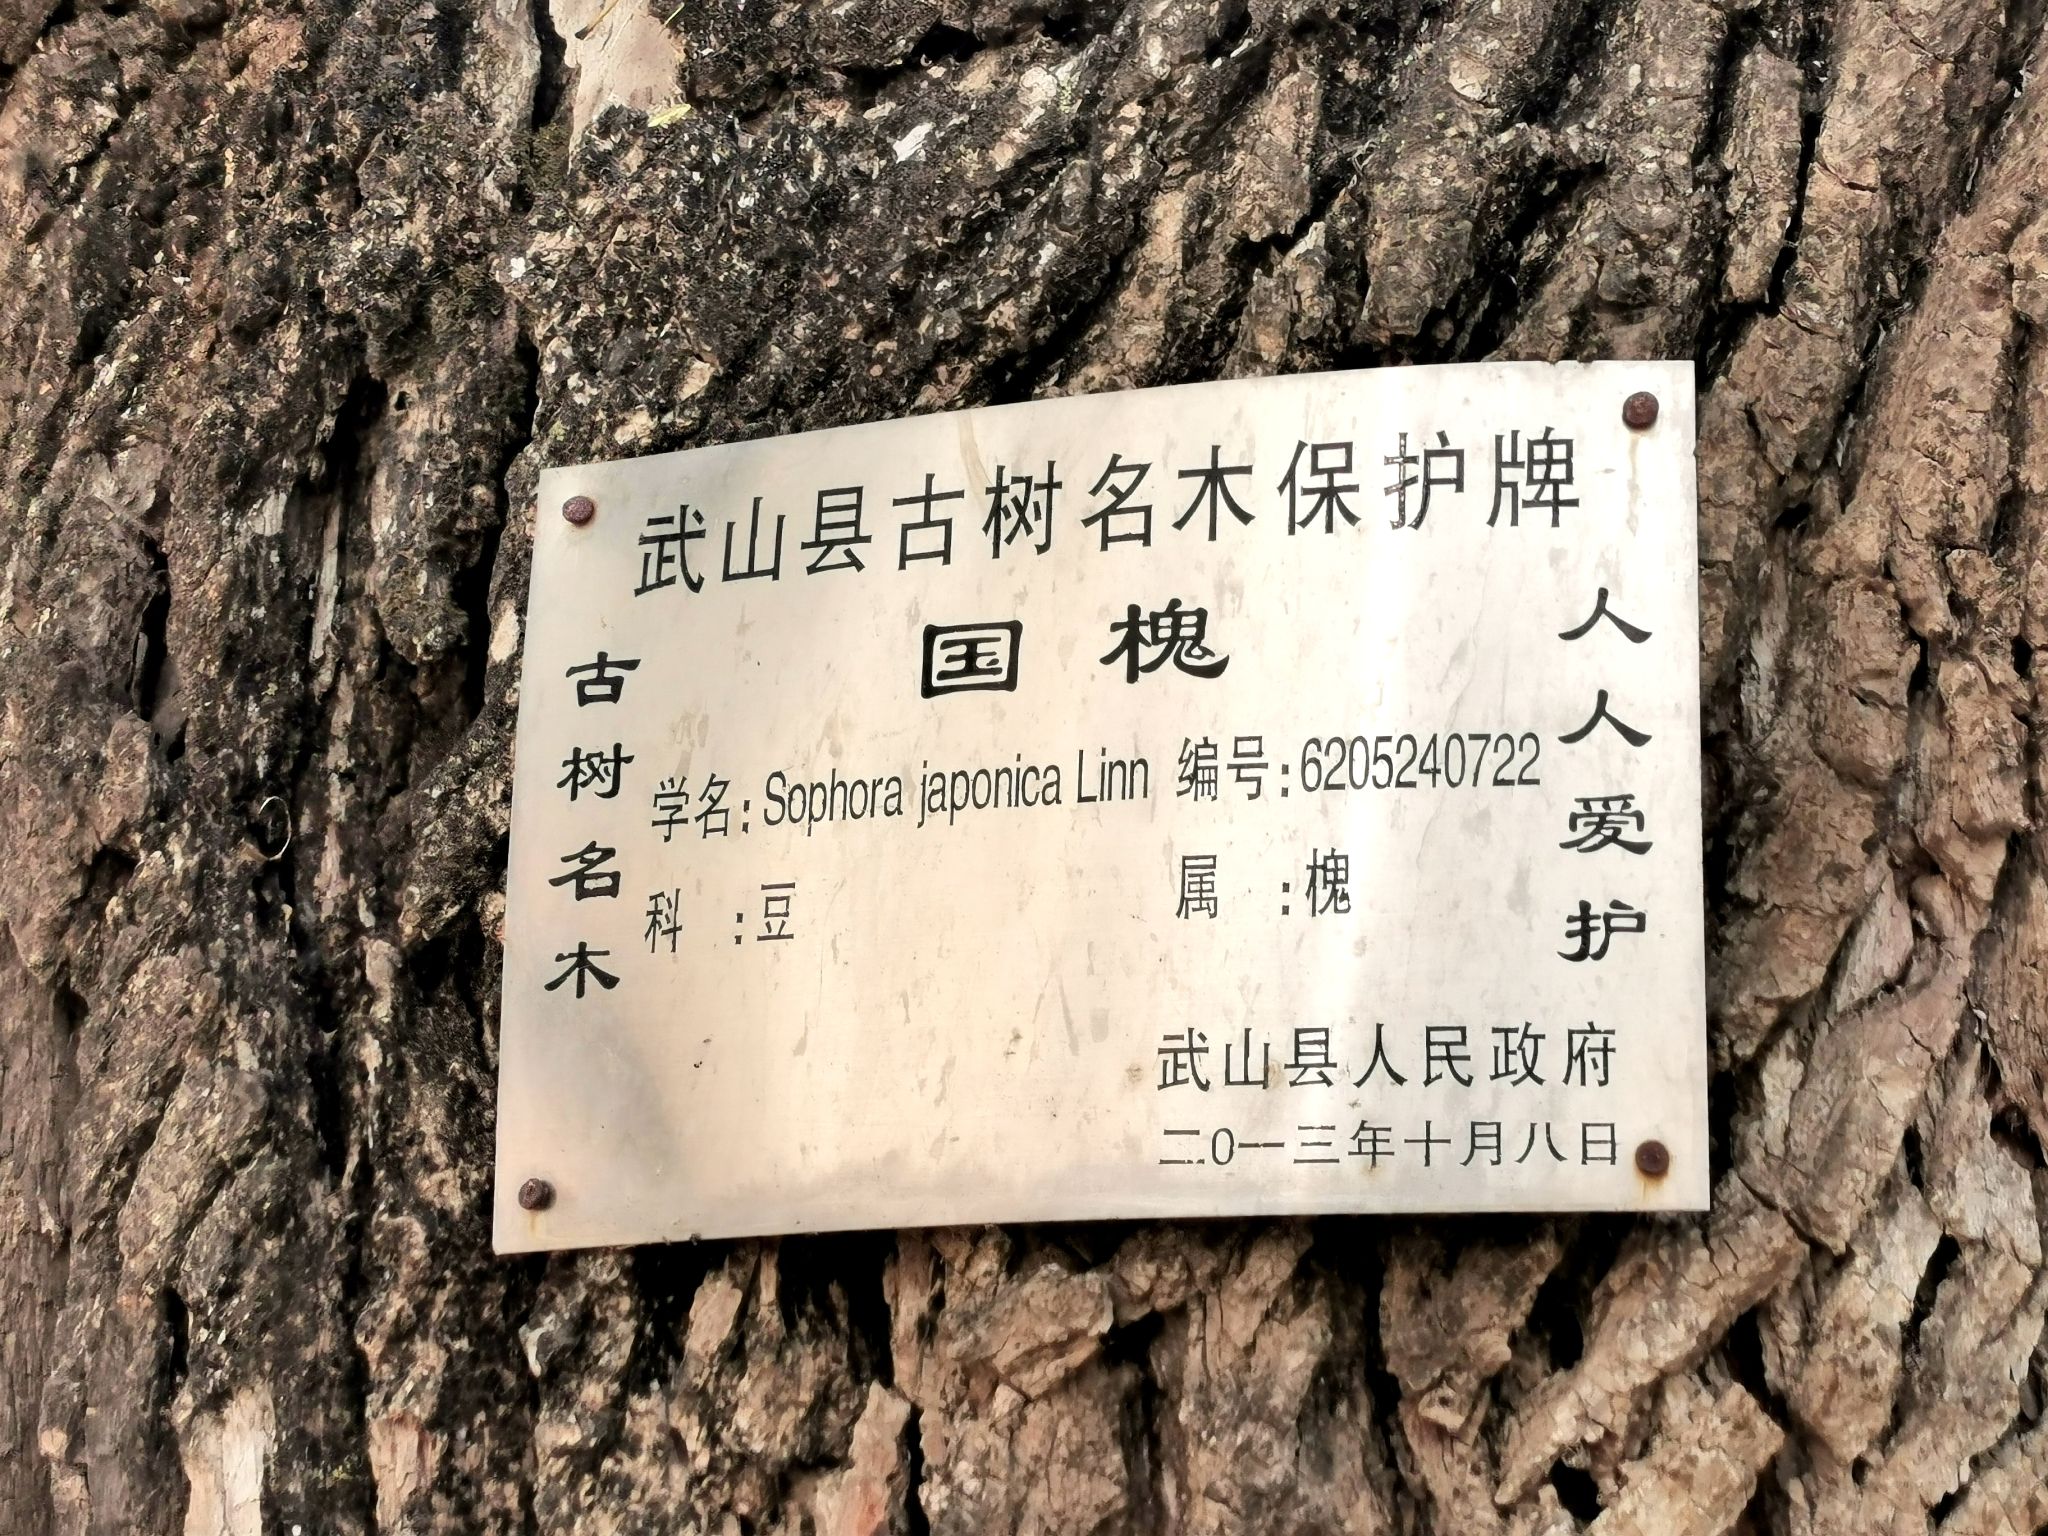 武山县古树名木保护牌
国槐
古树名木
学名:Sophora japonica Linn 编号:6205240722
科 :豆 属 :槐
人人爱护
武山县人民政府
二0一三年十月八日